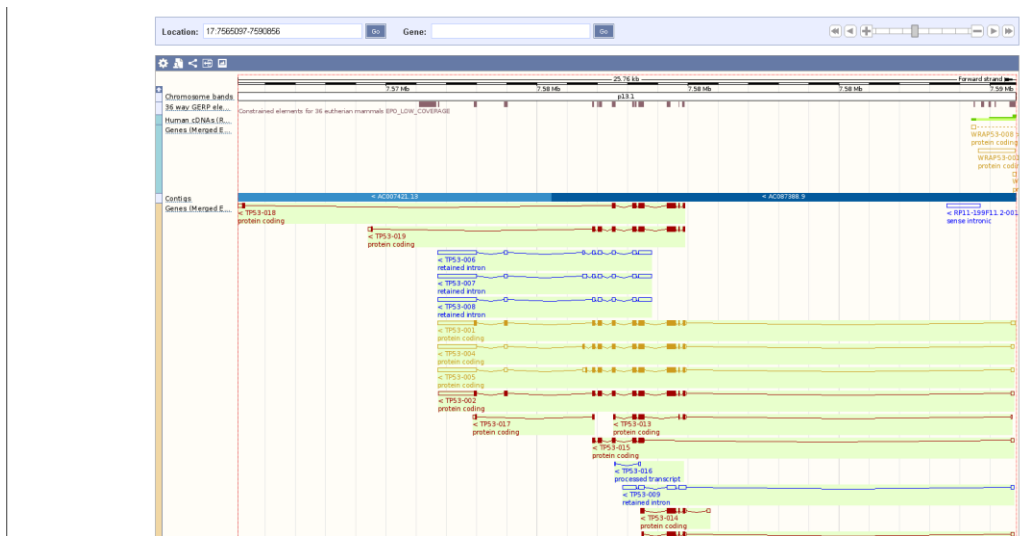 Location: 17:7565097-7590856 Go Gene: Go
25.76 kb Forward strand
7.57 Mb 7.58 Mb 7.58 Mb 7.58 Mb 7.59 Mb
Chromosome bands p13.1
36 way GERP ele...
Constrained elements for 36 eutherian mammals EPO_LOW_COVERAGE
Human cDNAs (R...
Genes (Merged E...
WRAP53-008
protein coding
WRAP53-002
protein codi
Contigs < AC007421.13 < AC087388.9
Genes (Merged E...
< TP53-018
protein coding
< RP11-199F11.2-001
sense intronic
< TP53-019
protein coding
< TP53-006
retained intron
< TP53-007
retained intron
< TP53-008
retained intron
< TP53-001
protein coding
< TP53-004
protein coding
< TP53-005
protein coding
< TP53-002
protein coding
< TP53-017 < TP53-013
protein coding protein coding
< TP53-015
protein coding
< TP53-016
processed transcript
< TP53-009
retained intron
< TP53-014
protein coding